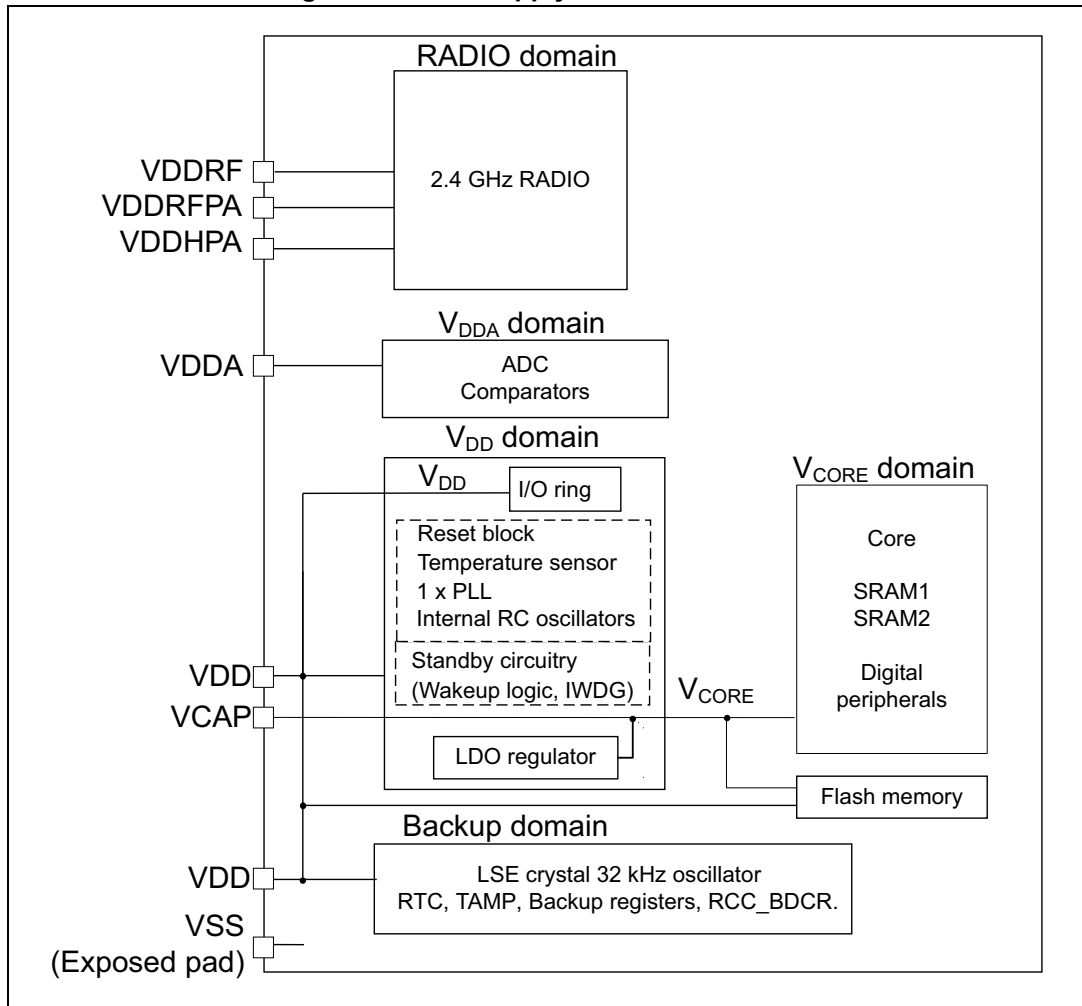 RADIO domain
2.4 GHz RADIO
VDDRF
VDDRFPA
VDDHPA
VDDA domain
VDDA
ADC
Comparators
VDD domain
VDD
I/O ring
VCORE domain
Reset block
Temperature sensor
1 x PLL
Internal RC oscillators
Core
SRAM1
SRAM2
Digital
peripherals
Standby circuitry
(Wakeup logic, IWDG)
VDD
VCAP
VCORE
LDO regulator
Flash memory
Backup domain
VDD
LSE crystal 32 kHz oscillator
RTC, TAMP, Backup registers, RCC_BDCR.
VSS
(Exposed pad)